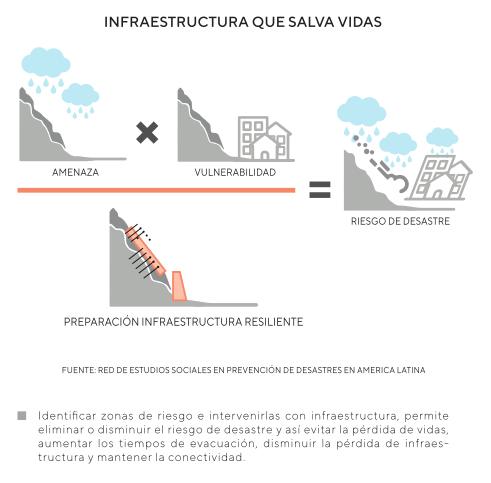 INFRAESTRUCTURA QUE SALVA VIDAS
AMENAZA
VULNERABILIDAD
RIESGO DE DESASTRE
PREPARACIÓN INFRAESTRUCTURA RESILIENTE
FUENTE: RED DE ESTUDIOS SOCIALES EN PREVENCIÓN DE DESASTRES EN AMERICA LATINA
Identificar zonas de riesgo e intervenirlas con infraestructura, permite
eliminar o disminuir el riesgo de desastre y así evitar la pérdida de vidas,
aumentar los tiempos de evacuación, disminuir la pérdida de infraes-
tructura y mantener la conectividad.